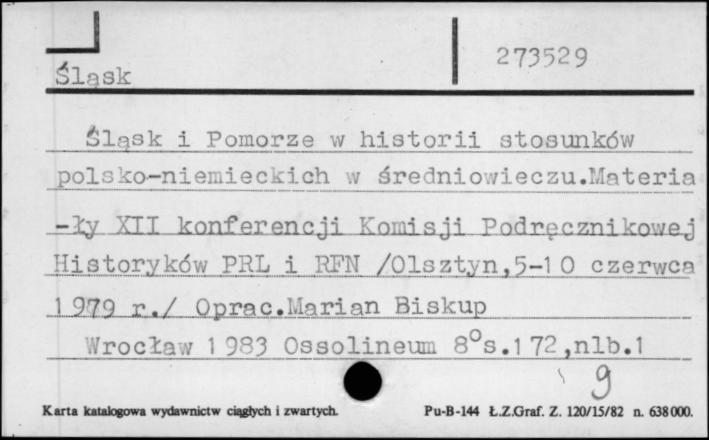 273529
Śląsk
Śląsk i Pomorze w historii stosunków
polsko-niemieckich w średniowieczu.Materia
-ły XII konferencji Komisji Podręcznikowej
Historyków PRL i RFN /Olsztyn,5-10 czerwca
1979 r./ Oprac.Marian Biskup
Wrocław 1983 Ossolineum 8°s.172,nlb.1
9
Karta katalogowa wydawnictw ciągłych i zwartych. Pu-B-144 Ł.Z.Graf. Z. 120/15/82 n. 638000.